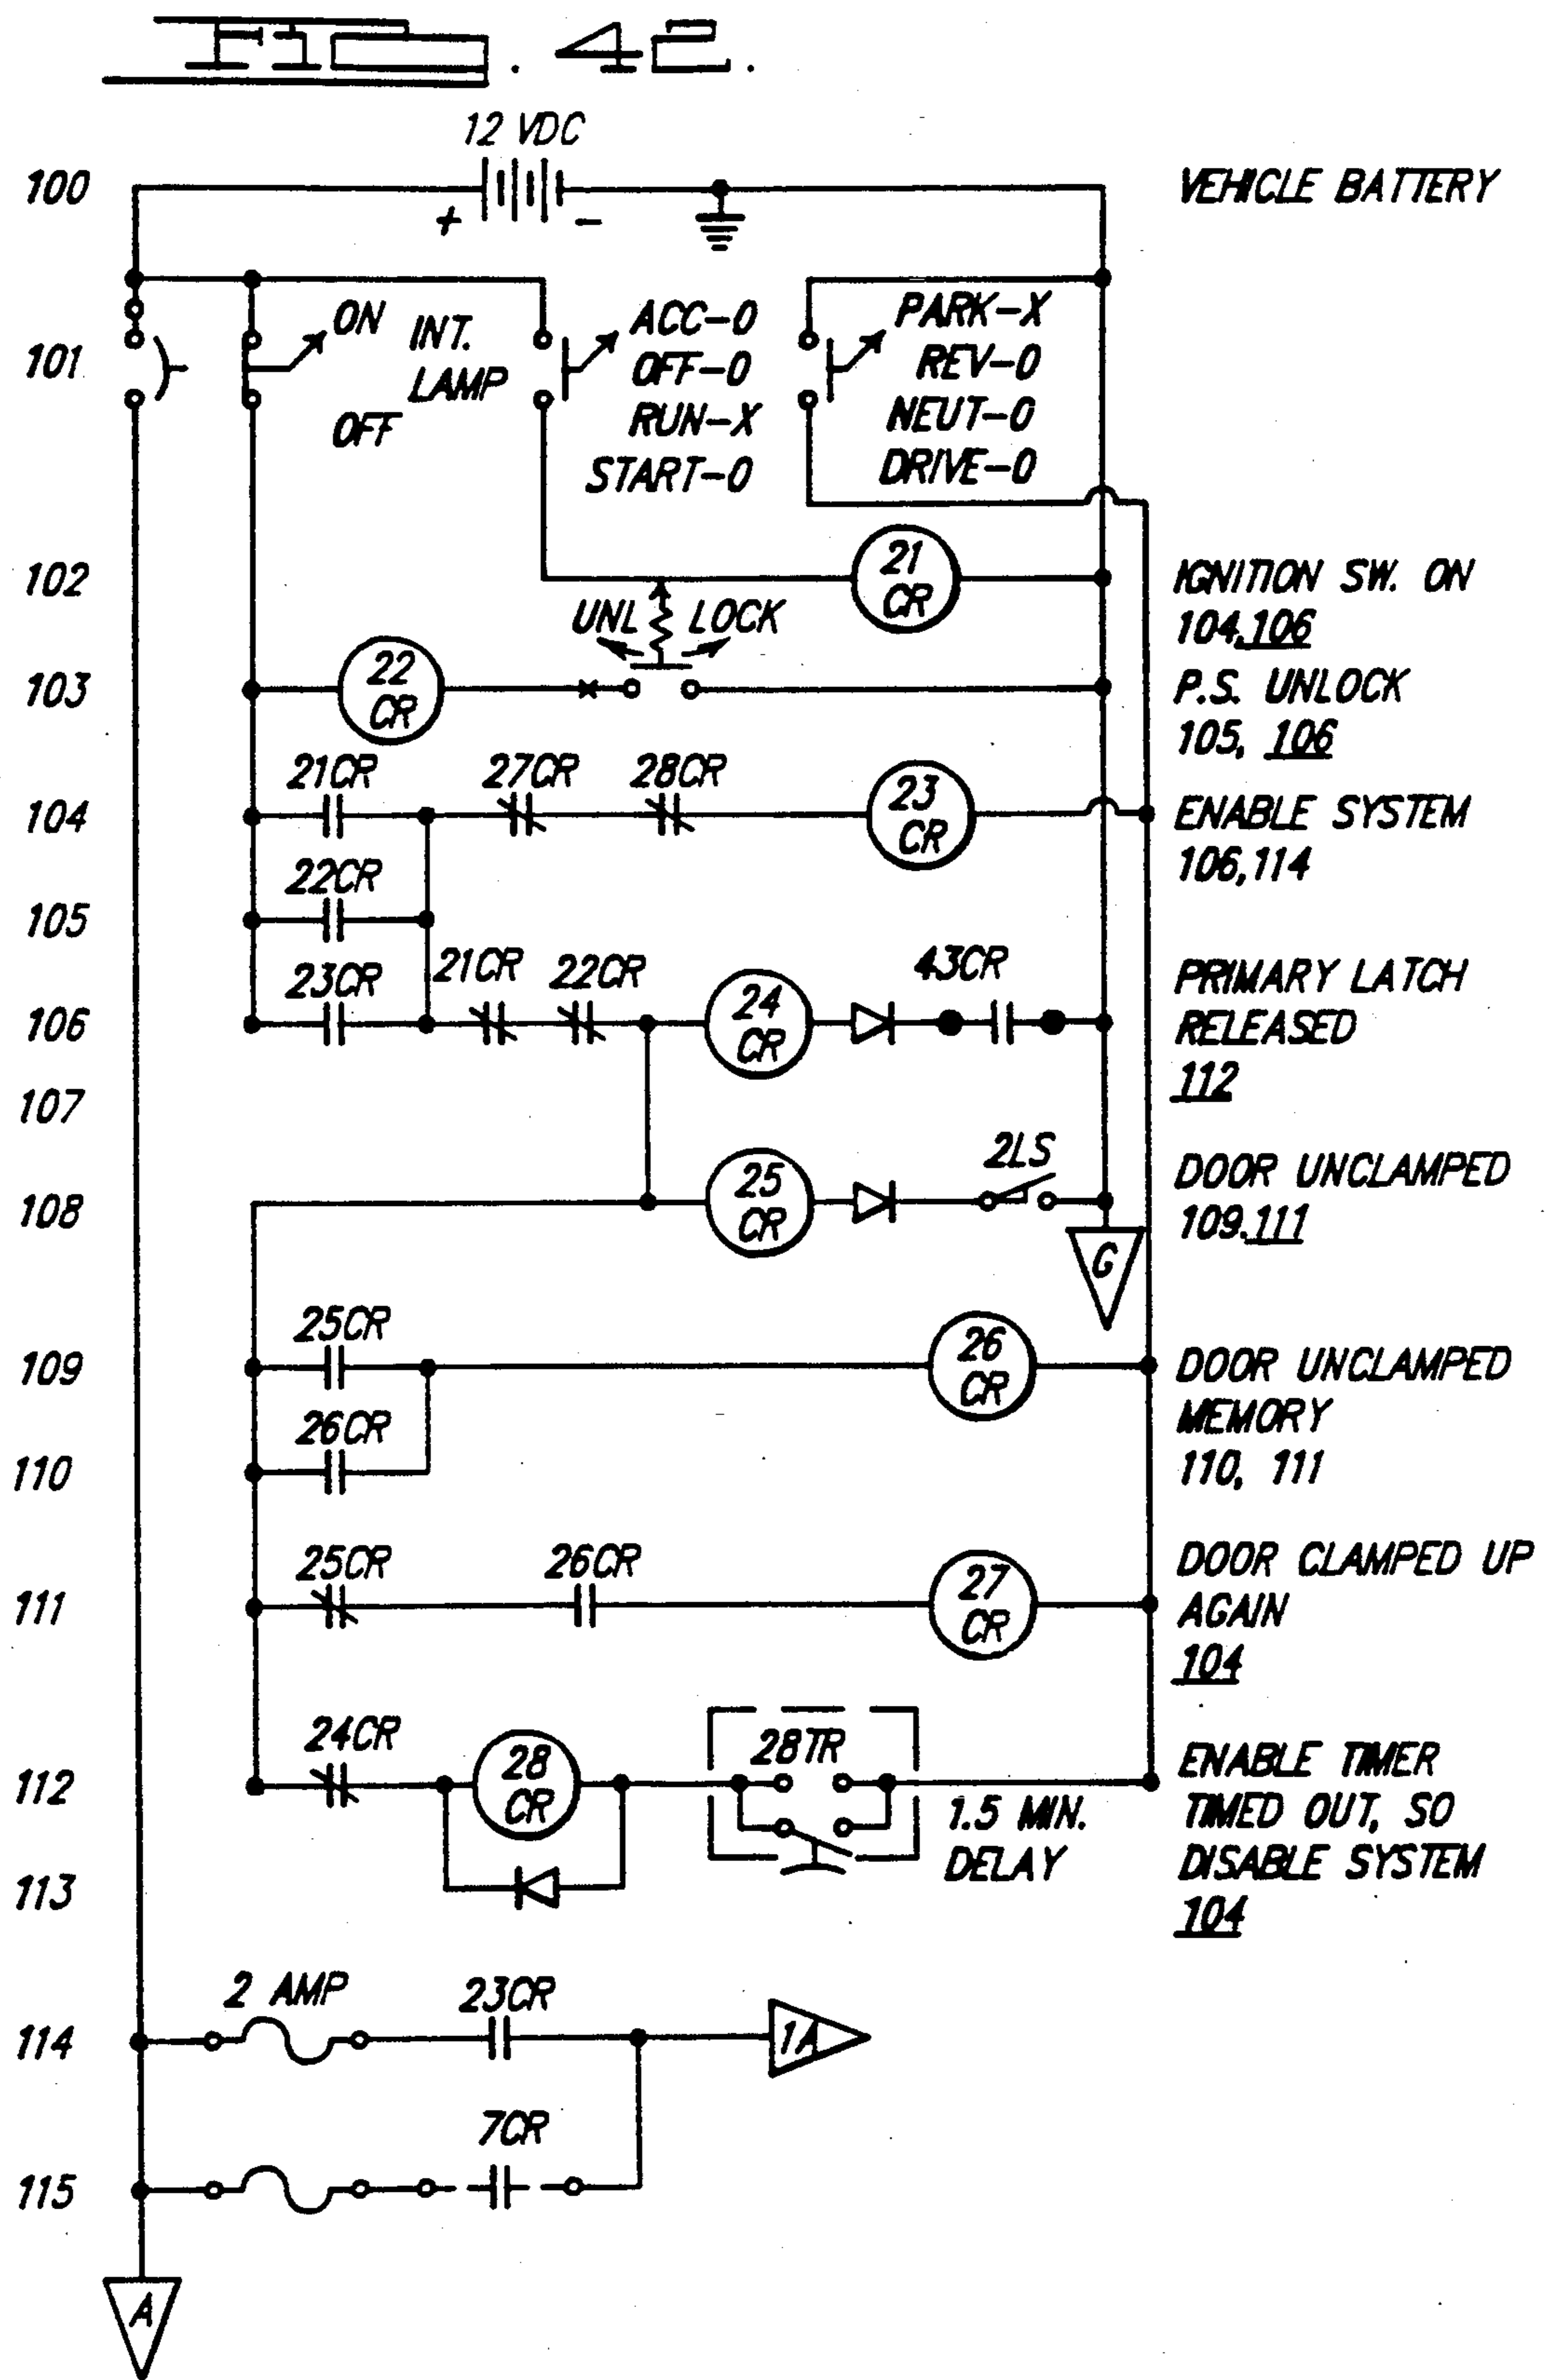 FIG. 42.
12 VDC
100
+
-
VEHICLE BATTERY
101
ON
OFF
INT.
LAMP
ACC-O
OFF-O
RUN-X
START-O
PARK-X
REV-O
NEUT-O
DRIVE-O
102
21
CR
IGNITION SW. ON
104,106
UNL
LOCK
103
22
CR
P.S. UNLOCK
105, 106
104
21CR
27CR
28CR
23
CR
ENABLE SYSTEM
106,114
105
22CR
106
23CR
21CR
22CR
24
CR
43CR
PRIMARY LATCH
RELEASED
112
107
108
25
CR
2LS
DOOR UNCLAMPED
109,111
G
109
25CR
26
CR
DOOR UNCLAMPED
MEMORY
110, 111
110
26CR
111
25CR
26CR
27
CR
DOOR CLAMPED UP
AGAIN
104
112
24CR
28
CR
28TR
1.5 MIN.
DELAY
ENABLE TIMER
TIMED OUT, SO
DISABLE SYSTEM
104
113
114
2 AMP
23CR
1A
115
7CR
A